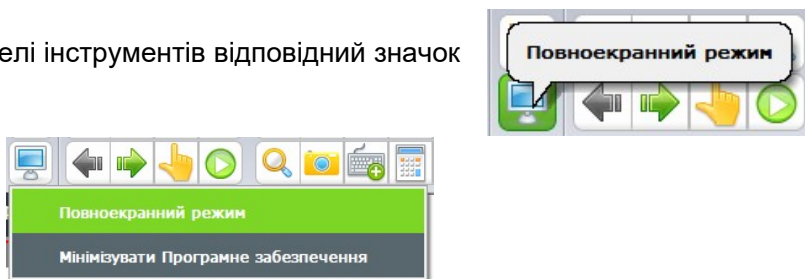 елі інструментів відповідний значок
Повноекранний режим
Повноекранний режим
Мінімізувати Програмне забезпечення